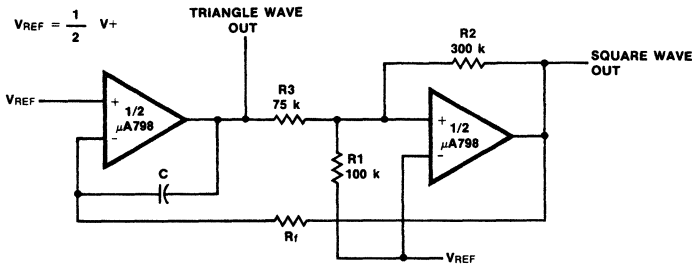 VREF = 1/2 V+
TRIANGLE WAVE
OUT
R2
300 k
SQUARE WAVE
OUT
R3
75 k
VREF
+
1/2
μA798
-
+
1/2
μA798
-
R1
100 k
C
Rf
VREF